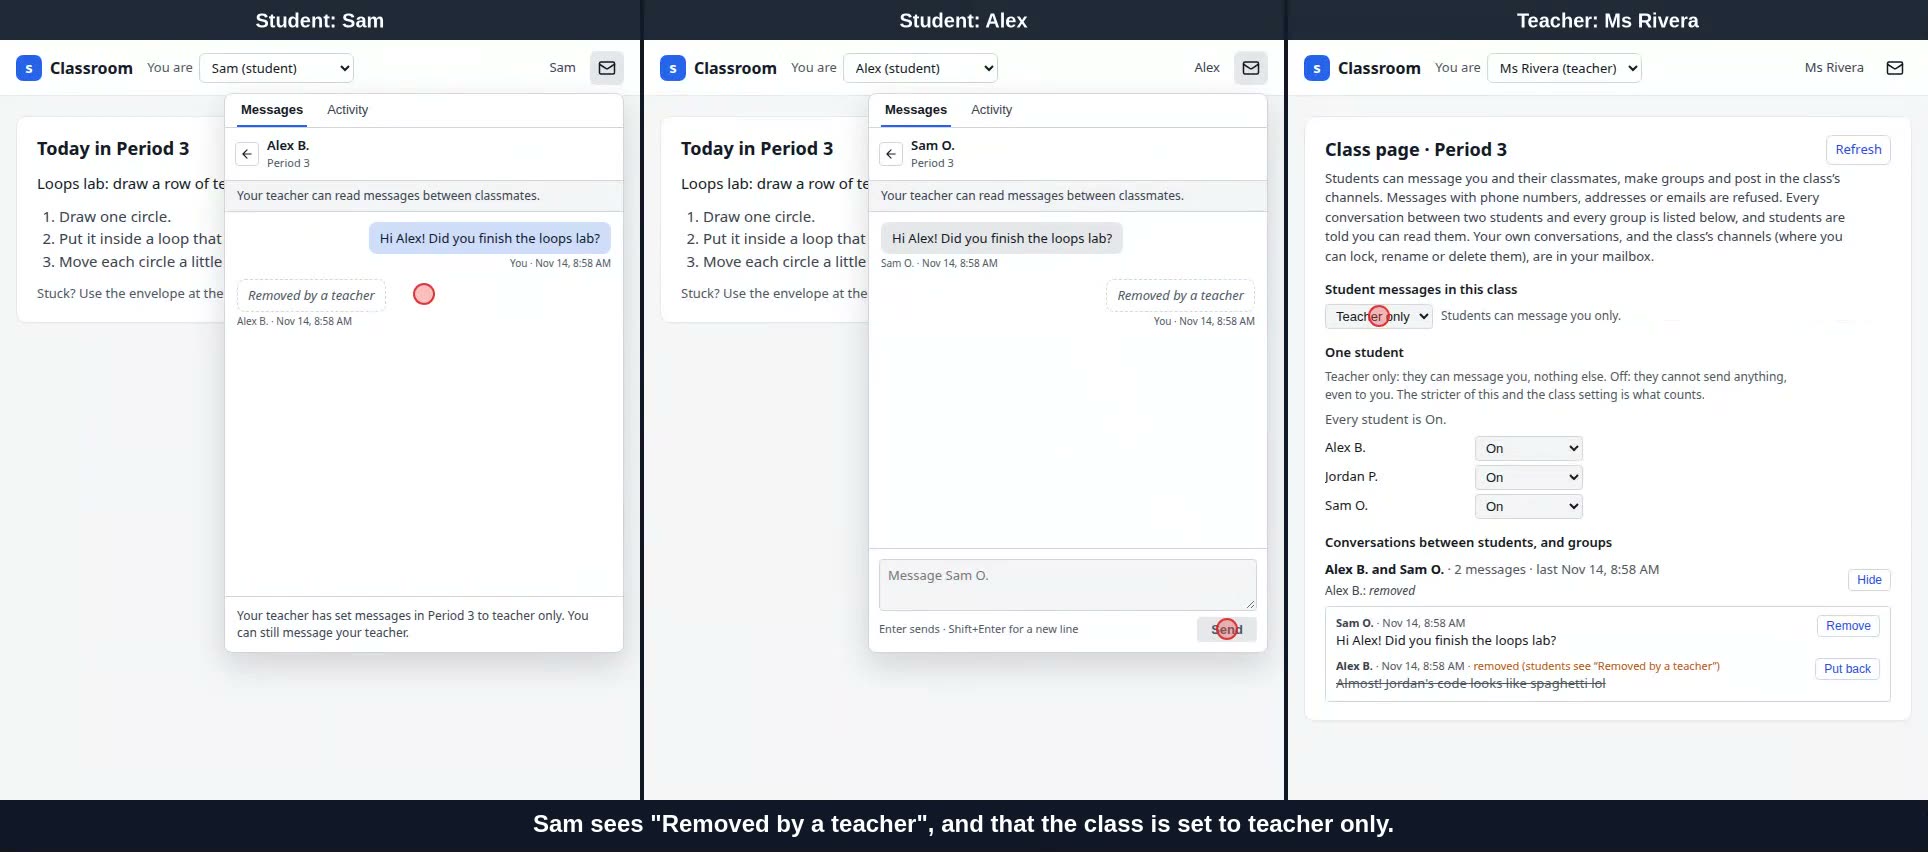 Student: Sam
s Classroom You are Sam (student) Sam
Today in Period 3
Loops lab: draw a row of te
1. Draw one circle.
2. Put it inside a loop that
3. Move each circle a little
Stuck? Use the envelope at the
Messages Activity
Alex B.
Period 3
Your teacher can read messages between classmates.
Hi Alex! Did you finish the loops lab?
You · Nov 14, 8:58 AM
Removed by a teacher
Alex B. · Nov 14, 8:58 AM
Your teacher has set messages in Period 3 to teacher only. You
can still message your teacher.
Student: Alex
s Classroom You are Alex (student) Alex
Today in Period 3
Loops lab: draw a row of te
1. Draw one circle.
2. Put it inside a loop that
3. Move each circle a little
Stuck? Use the envelope at the
Messages Activity
Sam O.
Period 3
Your teacher can read messages between classmates.
Hi Alex! Did you finish the loops lab?
Sam O. · Nov 14, 8:58 AM
Removed by a teacher
You · Nov 14, 8:58 AM
Message Sam O.
Enter sends · Shift+Enter for a new line Send
Teacher: Ms Rivera
s Classroom You are Ms Rivera (teacher) Ms Rivera
Class page · Period 3 Refresh
Students can message you and their classmates, make groups and post in the class’s
channels. Messages with phone numbers, addresses or emails are refused. Every
conversation between two students and every group is listed below, and students are
told you can read them. Your own conversations, and the class’s channels (where you
can lock, rename or delete them), are in your mailbox.
Student messages in this class
Teacher only Students can message you only.
One student
Teacher only: they can message you, nothing else. Off: they cannot send anything,
even to you. The stricter of this and the class setting is what counts.
Every student is On.
Alex B. On
Jordan P. On
Sam O. On
Conversations between students, and groups
Alex B. and Sam O. · 2 messages · last Nov 14, 8:58 AM
Alex B.: removed
Hide
Sam O. · Nov 14, 8:58 AM
Hi Alex! Did you finish the loops lab?
Remove
Alex B. · Nov 14, 8:58 AM · removed (students see “Removed by a teacher”)
Almost! Jordan's code looks like spaghetti lol
Put back
Sam sees "Removed by a teacher", and that the class is set to teacher only.